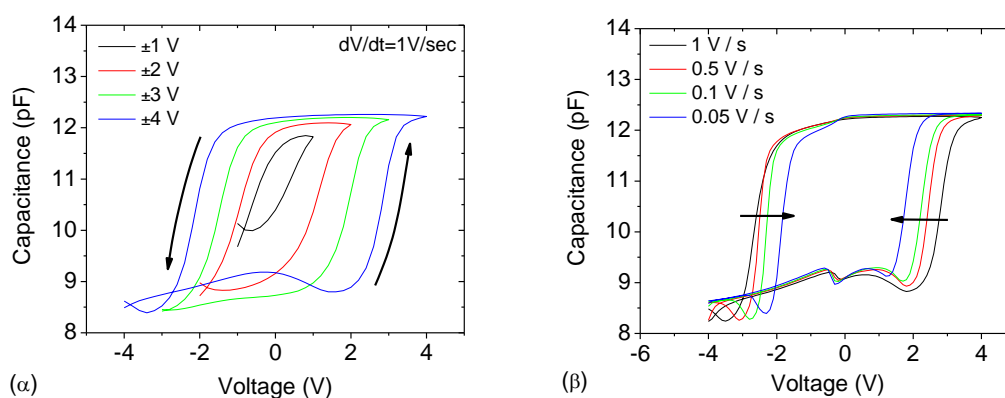 14
13
12
11
10
9
8
Capacitance (pF)
±1 V
±2 V
±3 V
±4 V
dV/dt=1V/sec
-4 -2 0 2 4
Voltage (V)
(α)
14
13
12
11
10
9
8
Capacitance (pF)
1 V / s
0.5 V / s
0.1 V / s
0.05 V / s
-6 -4 -2 0 2 4
Voltage (V)
(β)